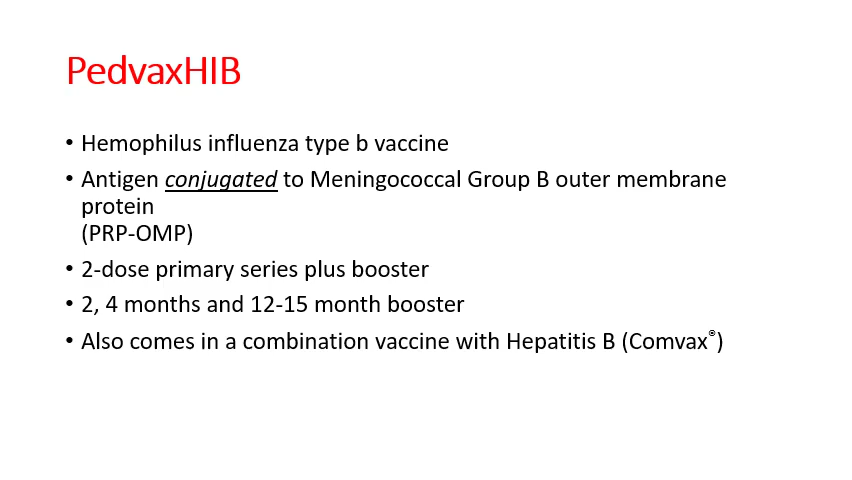 PedvaxHIB
• Hemophilus influenza type b vaccine
• Antigen conjugated to Meningococcal Group B outer membrane
protein
(PRP-OMP)
• 2-dose primary series plus booster
• 2, 4 months and 12-15 month booster
• Also comes in a combination vaccine with Hepatitis B (Comvax®)